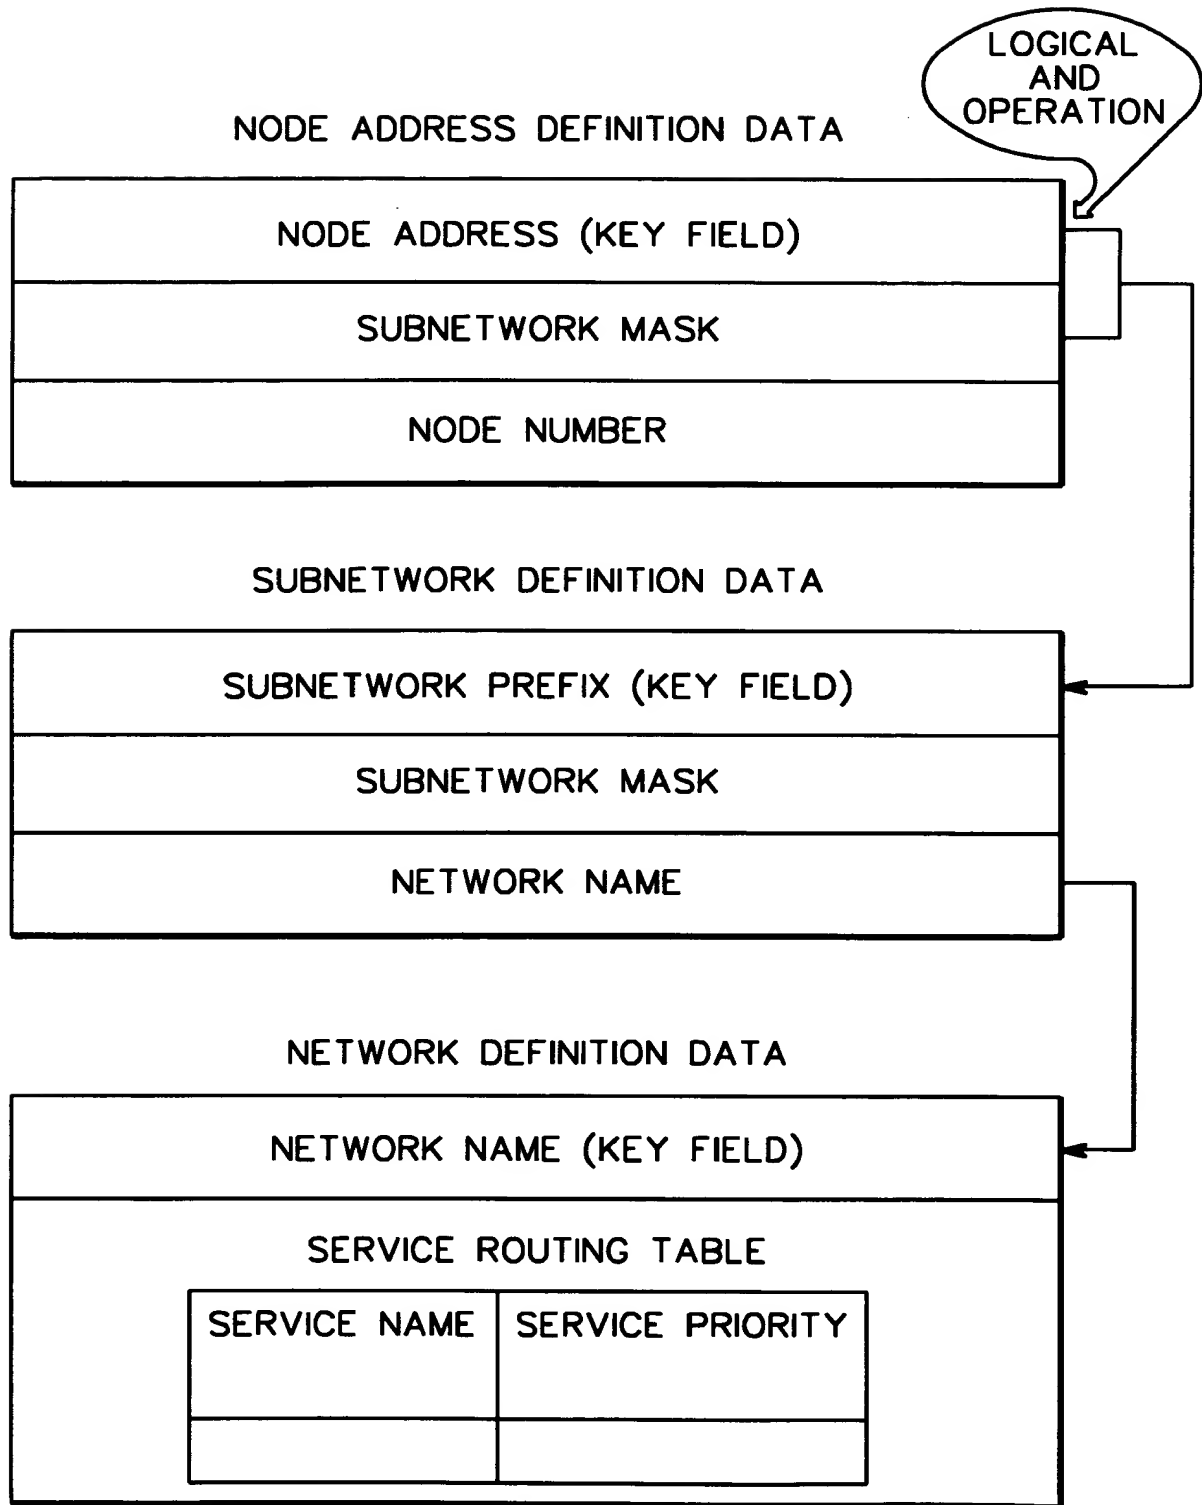 LOGICAL
AND
OPERATION
NODE ADDRESS DEFINITION DATA
NODE ADDRESS (KEY FIELD)
SUBNETWORK MASK
NODE NUMBER
SUBNETWORK DEFINITION DATA
SUBNETWORK PREFIX (KEY FIELD)
SUBNETWORK MASK
NETWORK NAME
NETWORK DEFINITION DATA
NETWORK NAME (KEY FIELD)
SERVICE ROUTING TABLE
SERVICE NAME SERVICE PRIORITY